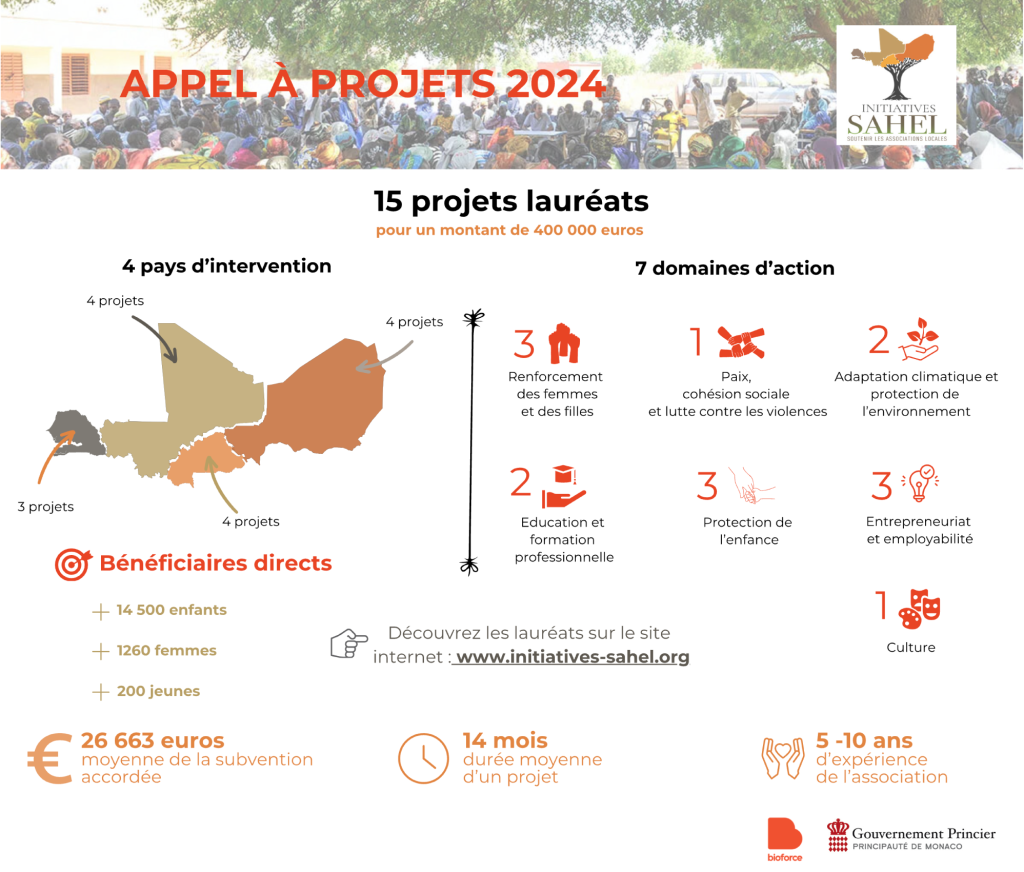 APPEL À PROJETS 2024
INITIATIVES
SAHEL
SOUTENIR LES ASSOCIATIONS LOCALES
15 projets lauréats
pour un montant de 400 000 euros
4 pays d'intervention
4 projets
4 projets
3 projets
4 projets
7 domaines d'action
3
Renforcement
des femmes
et des filles
1
Paix,
cohésion sociale
et lutte contre les violences
2
Adaptation climatique et
protection de
l'environnement
2
Education et
formation
professionnelle
3
Protection de
l'enfance
3
Entrepreneuriat
et employabilité
1
Culture
Bénéficiaires directs
+ 14 500 enfants
+ 1260 femmes
+ 200 jeunes
Découvrez les lauréats sur le site
internet : www.initiatives-sahel.org
€ 26 663 euros
moyenne de la subvention
accordée
14 mois
durée moyenne
d'un projet
5 -10 ans
d'expérience
de l'association
bioforce
Gouvernement Princier
PRINCIPAUTÉ DE MONACO